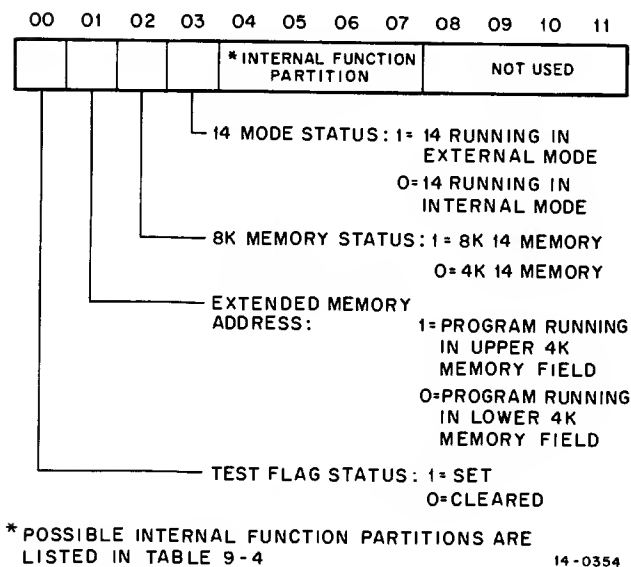 00 01 02 03 04 05 06 07 08 09 10 11
*INTERNAL FUNCTION
PARTITION
NOT USED
14 MODE STATUS: 1= 14 RUNNING IN
EXTERNAL MODE
0=14 RUNNING IN
INTERNAL MODE
8K MEMORY STATUS: 1 = 8K 14 MEMORY
0=4K 14 MEMORY
EXTENDED MEMORY
ADDRESS:
1=PROGRAM RUNNING
IN UPPER 4K
MEMORY FIELD
0=PROGRAM RUNNING
IN LOWER 4K
MEMORY FIELD
TEST FLAG STATUS: 1= SET
0=CLEARED
*POSSIBLE INTERNAL FUNCTION PARTITIONS ARE
LISTED IN TABLE 9-4
14-0354